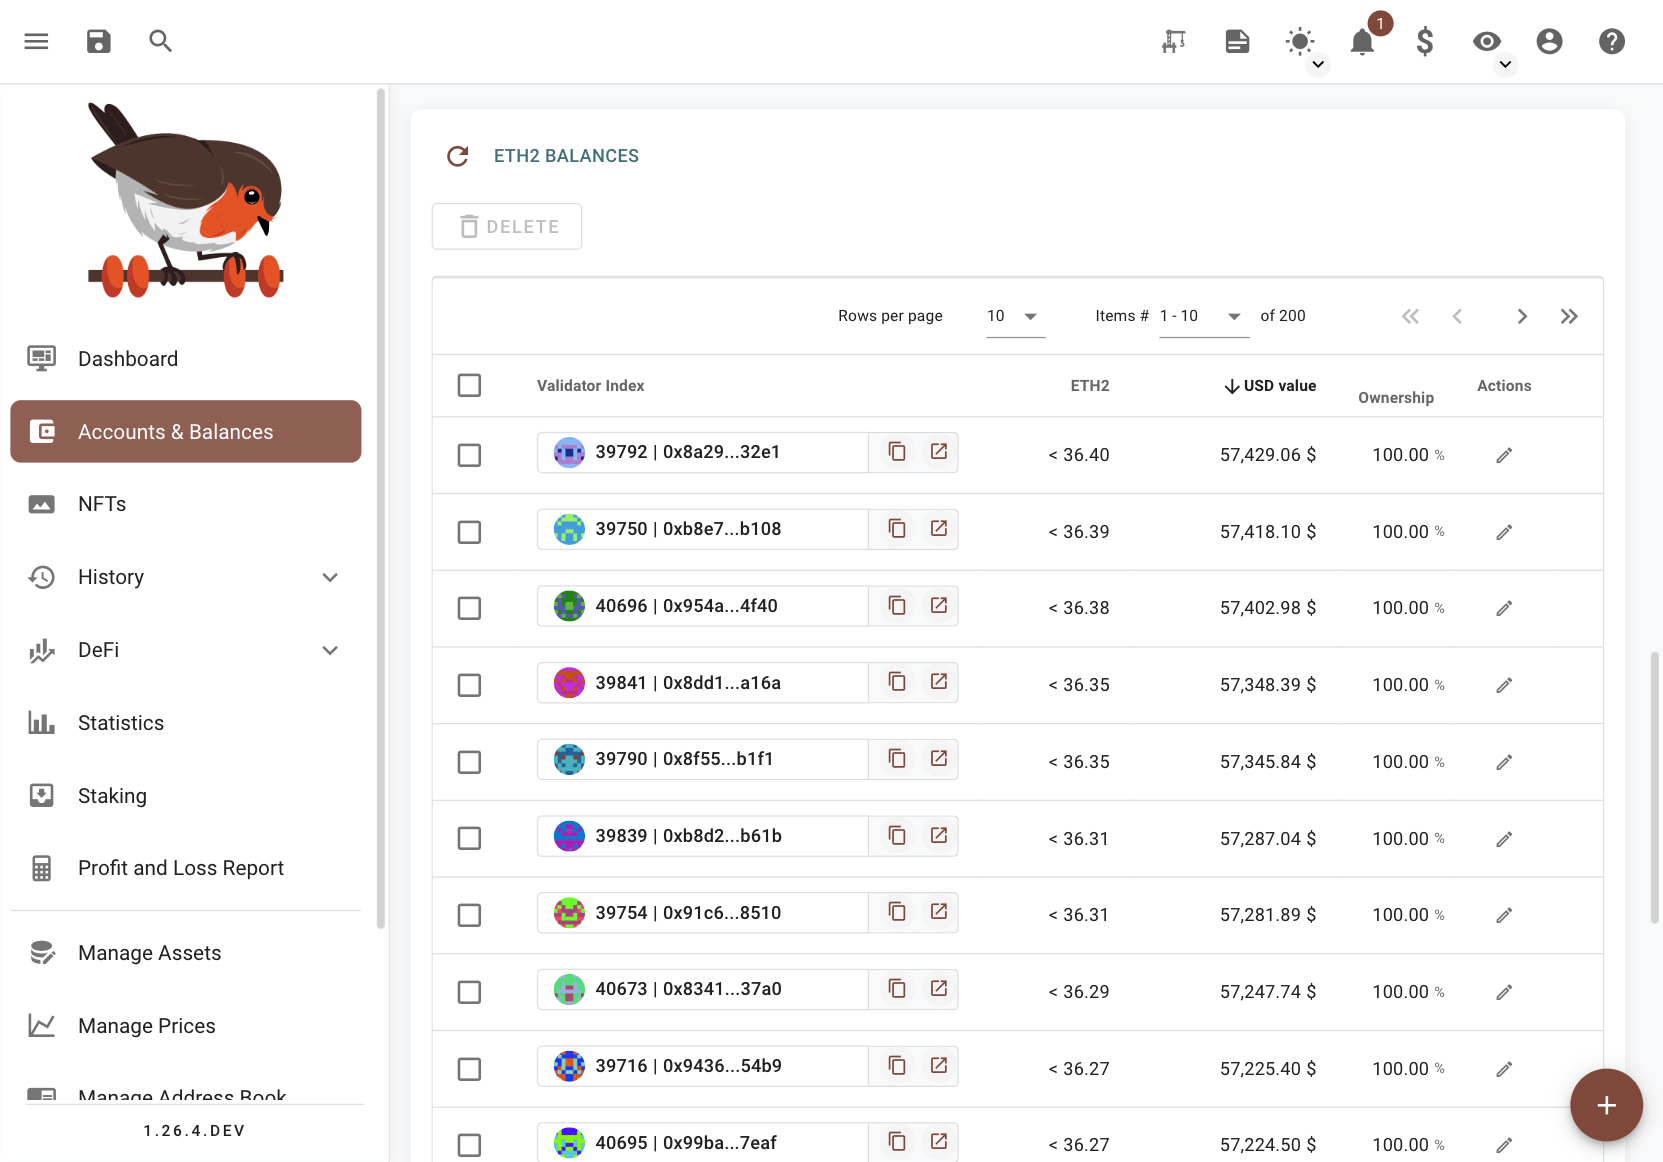 1
Dashboard
Accounts & Balances
NFTs
History
DeFi
Statistics
Staking
Profit and Loss Report
Manage Assets
Manage Prices
Manage Address Book
1.26.4.DEV
ETH2 BALANCES
DELETE
Rows per page 10 Items # 1 - 10 of 200
Validator Index ETH2 USD value Ownership Actions
39792 | 0x8a29...32e1 < 36.40 57,429.06 $ 100.00 %
39750 | 0xb8e7...b108 < 36.39 57,418.10 $ 100.00 %
40696 | 0x954a...4f40 < 36.38 57,402.98 $ 100.00 %
39841 | 0x8dd1...a16a < 36.35 57,348.39 $ 100.00 %
39790 | 0x8f55...b1f1 < 36.35 57,345.84 $ 100.00 %
39839 | 0xb8d2...b61b < 36.31 57,287.04 $ 100.00 %
39754 | 0x91c6...8510 < 36.31 57,281.89 $ 100.00 %
40673 | 0x8341...37a0 < 36.29 57,247.74 $ 100.00 %
39716 | 0x9436...54b9 < 36.27 57,225.40 $ 100.00 %
40695 | 0x99ba...7eaf < 36.27 57,224.50 $ 100.00 %